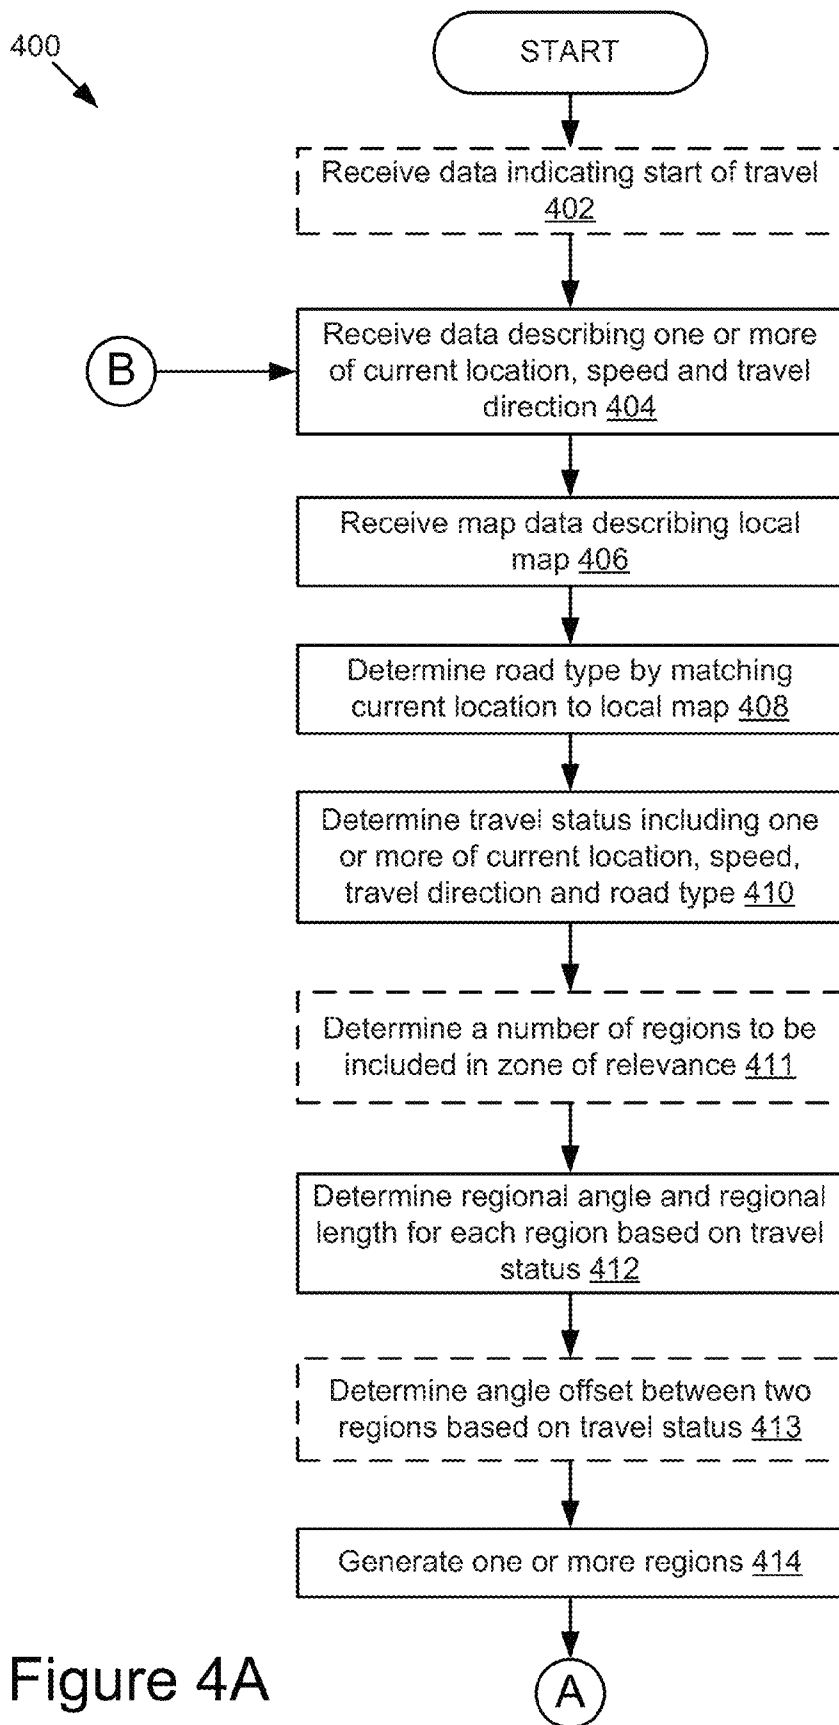 400
START
Receive data indicating start of travel
402
B
Receive data describing one or more
of current location, speed and travel
direction 404
Receive map data describing local
map 406
Determine road type by matching
current location to local map 408
Determine travel status including one
or more of current location, speed,
travel direction and road type 410
Determine a number of regions to be
included in zone of relevance 411
Determine regional angle and regional
length for each region based on travel
status 412
Determine angle offset between two
regions based on travel status 413
Generate one or more regions 414
A
Figure 4A